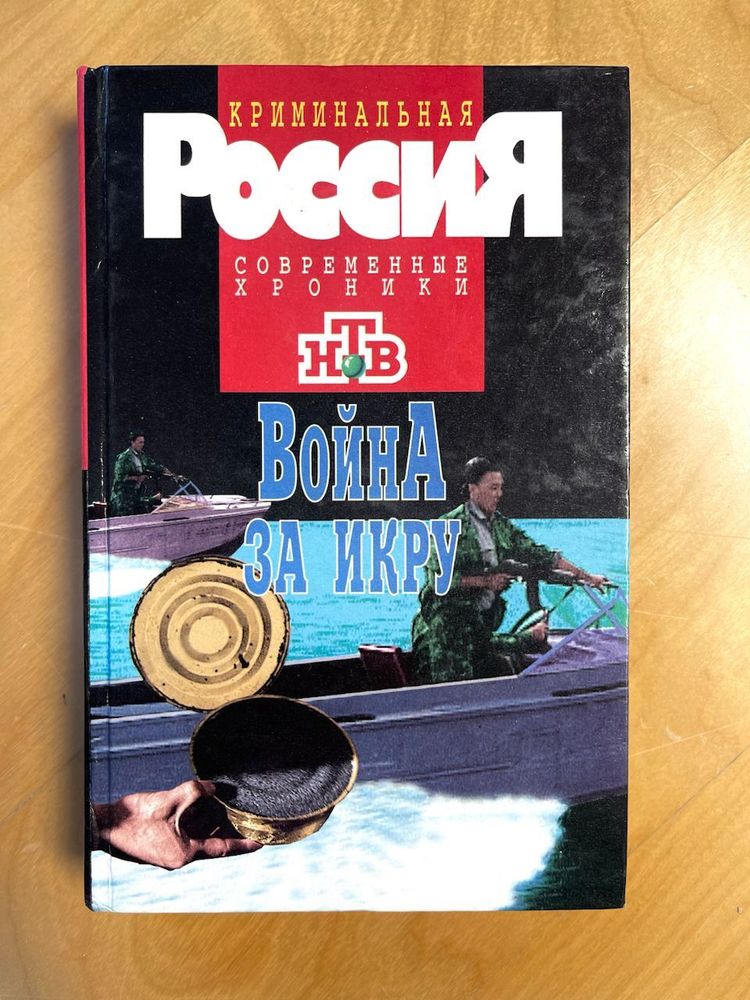 КРИМИНАЛЬНАЯ
РОССИЯ
СОВРЕМЕННЫЕ
ХРОНИКИ
НТВ
ВОЙНА
ЗА ИКРУ